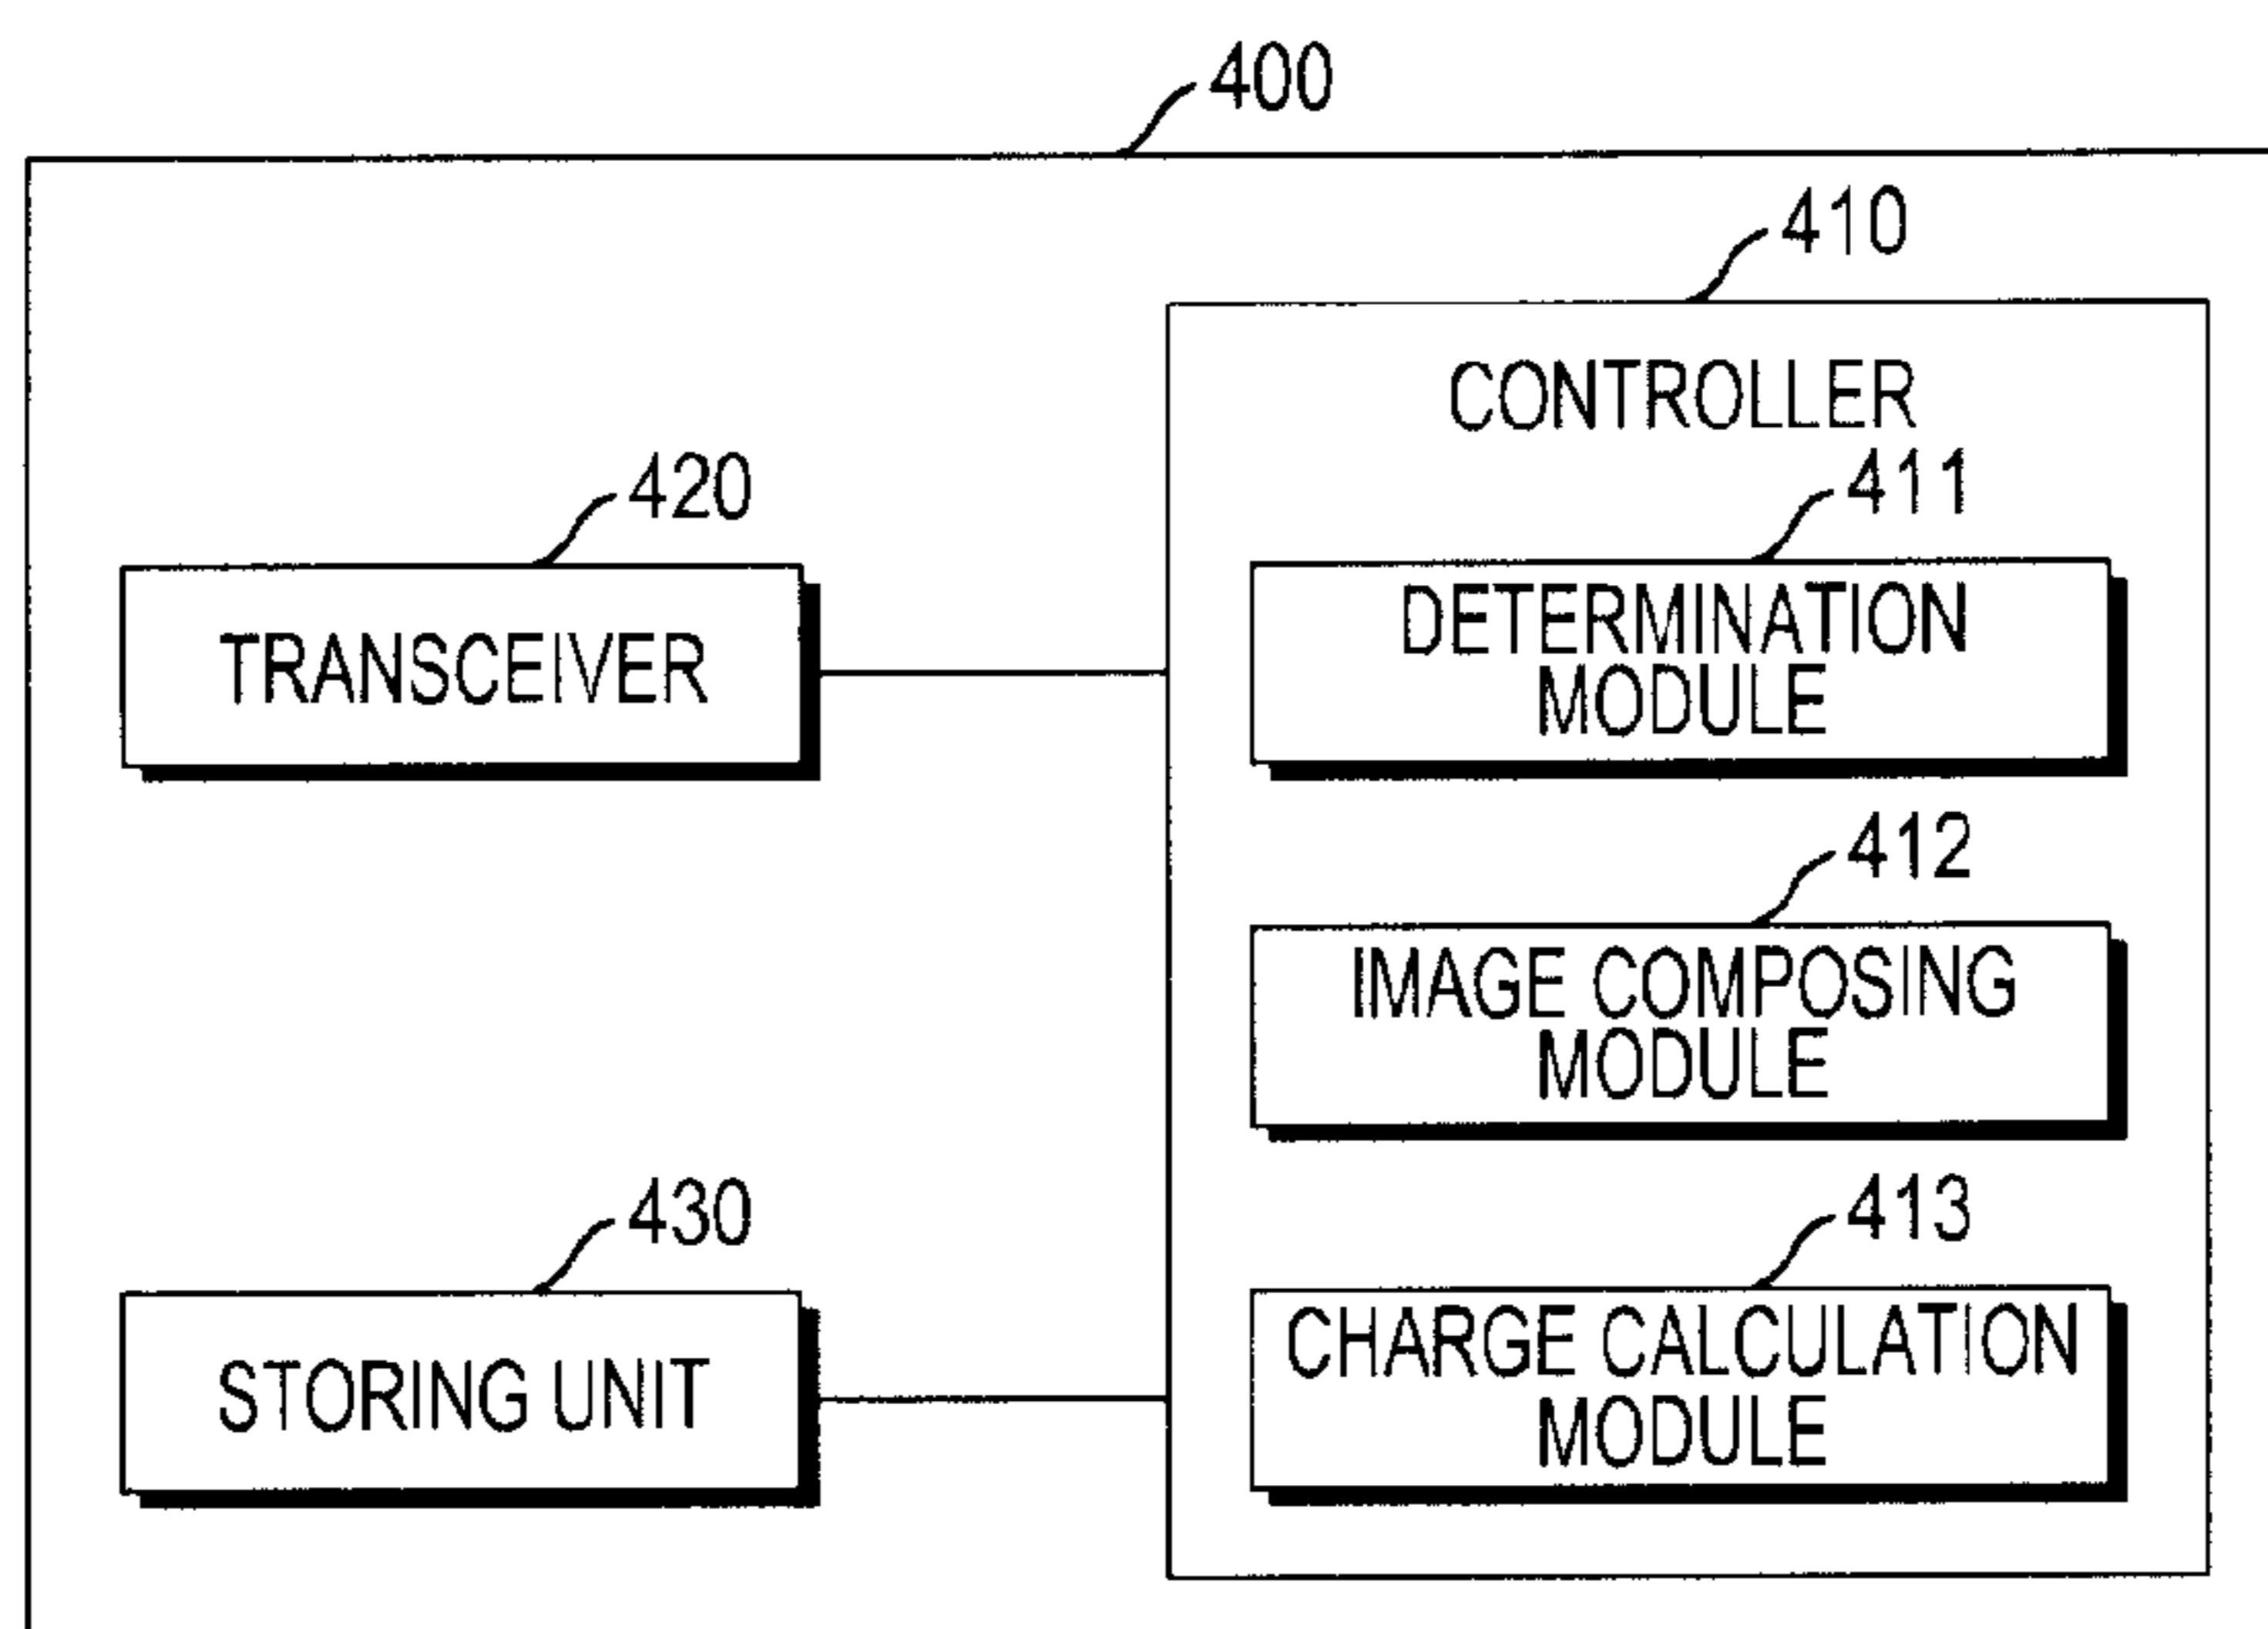 400
410
CONTROLLER
420
411
TRANSCEIVER
DETERMINATION
MODULE
412
IMAGE COMPOSING
MODULE
430
413
STORING UNIT
CHARGE CALCULATION
MODULE